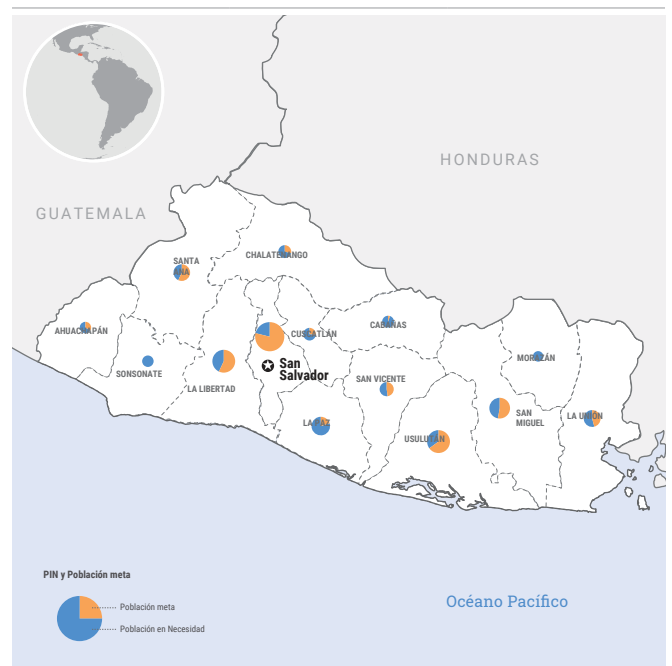 HONDURAS
GUATEMALA
SANTA
ANA
CHALATENANGO
AHUACHAPÁN
CUSCATLÁN
CABAÑAS
SONSONATE
San
Salvador
LA LIBERTAD
SAN VICENTE
MORAZÁN
LA PAZ
USULUTÁN
SAN
MIGUEL
LA UNIÓN
PIN y Población meta
Población meta
Población en Necesidad
Océano Pacífico